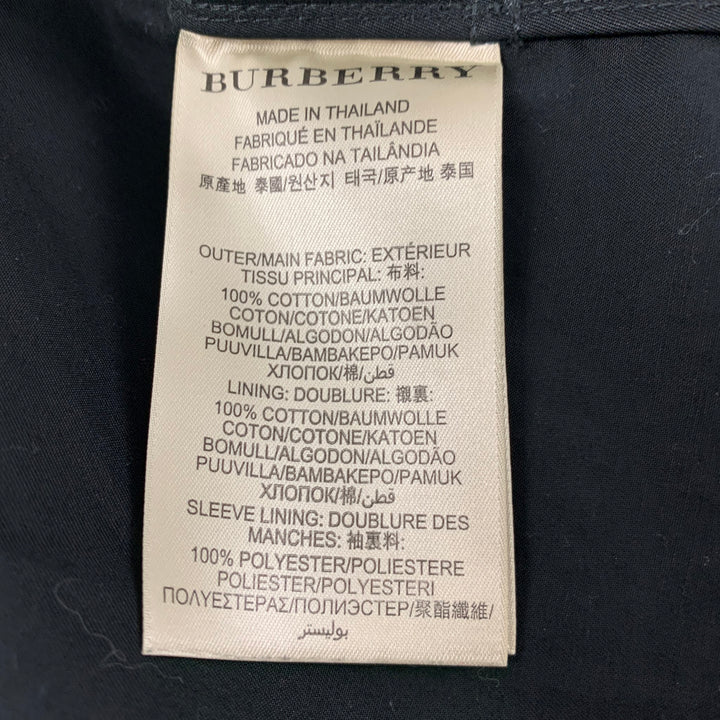 BURBERRY
MADE IN THAILAND
FABRIQUÉ EN THAÏLANDE
FABRICADO NA TAILÂNDIA
原產地 泰國/원산지 태국/原产地 泰国
OUTER/MAIN FABRIC: EXTÉRIEUR
TISSU PRINCIPAL: 布料:
100% COTTON/BAUMWOLLE
COTON/COTONE/KATOEN
BOMULL/ALGODON/ALGODÃO
PUUVILLA/BAMBAKEPO/PAMUK
ХЛОПОК/棉/قطن
LINING: DOUBLURE: 襯裏:
100% COTTON/BAUMWOLLE
COTON/COTONE/KATOEN
BOMULL/ALGODON/ALGODÃO
PUUVILLA/BAMBAKEPO/PAMUK
ХЛОПОК/棉/قطن
SLEEVE LINING: DOUBLURE DES
MANCHES: 袖裏料:
100% POLYESTER/POLIESTERE
POLIESTER/POLYESTERI
ΠΟΛΥΕΣΤΕΡΑΣ/ПОЛИЭСТЕР/聚酯纖維/
بوليستر